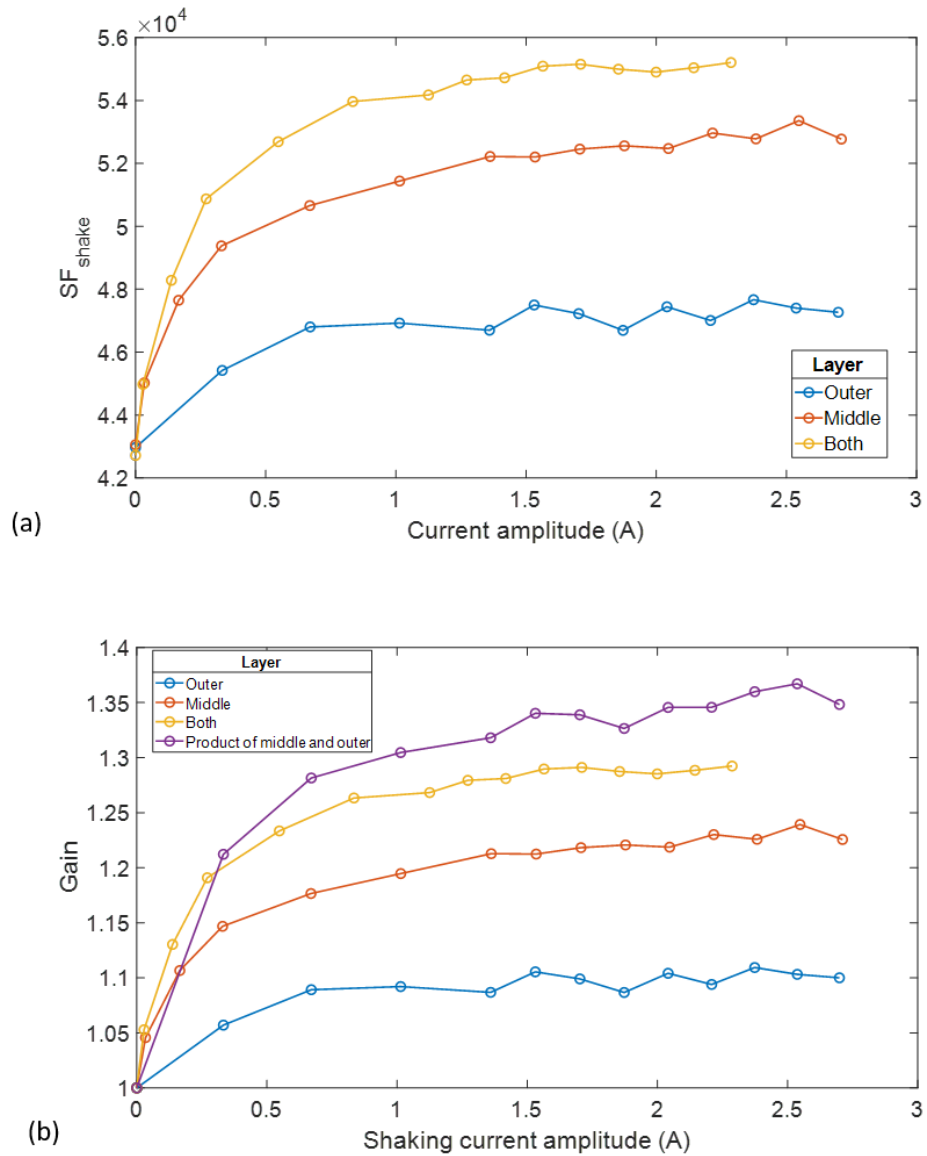 ×10⁴
5.6
5.4
5.2
5
4.8
4.6
4.4
4.2
SF_shake
0 0.5 1 1.5 2 2.5 3
Current amplitude (A)
Layer
Outer
Middle
Both
(a)
1.4
1.35
1.3
1.25
1.2
1.15
1.1
1.05
1
Gain
Layer
Outer
Middle
Both
Product of middle and outer
0 0.5 1 1.5 2 2.5 3
Shaking current amplitude (A)
(b)